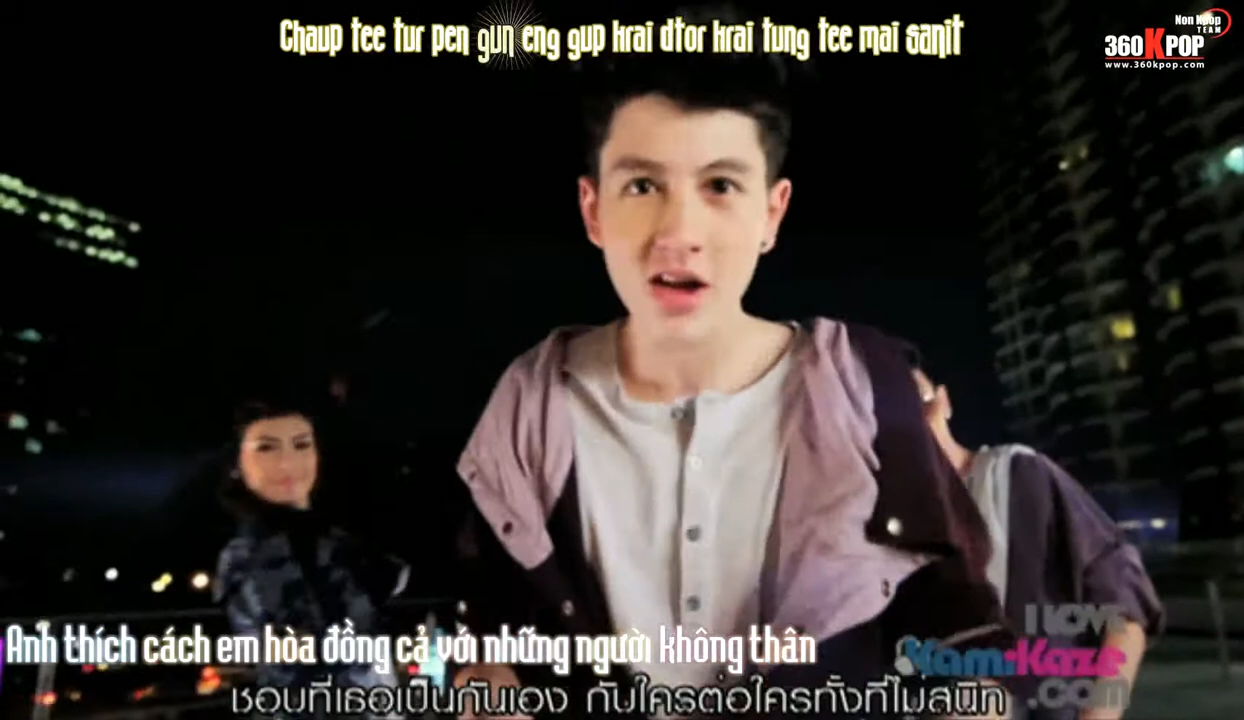 Chaup tee tur pen gun eng gup krai dtor krai tung tee mai sanit
Non Kpop
TEAM
360KPOP
www.360kpop.com
Anh thích cách em hòa đồng cả với những người không thân
ชอบที่เธอเป็นกันเอง กับใครต่อใครทั้งที่ไม่สนิท
I LOVE
Kami-Kaze
.com